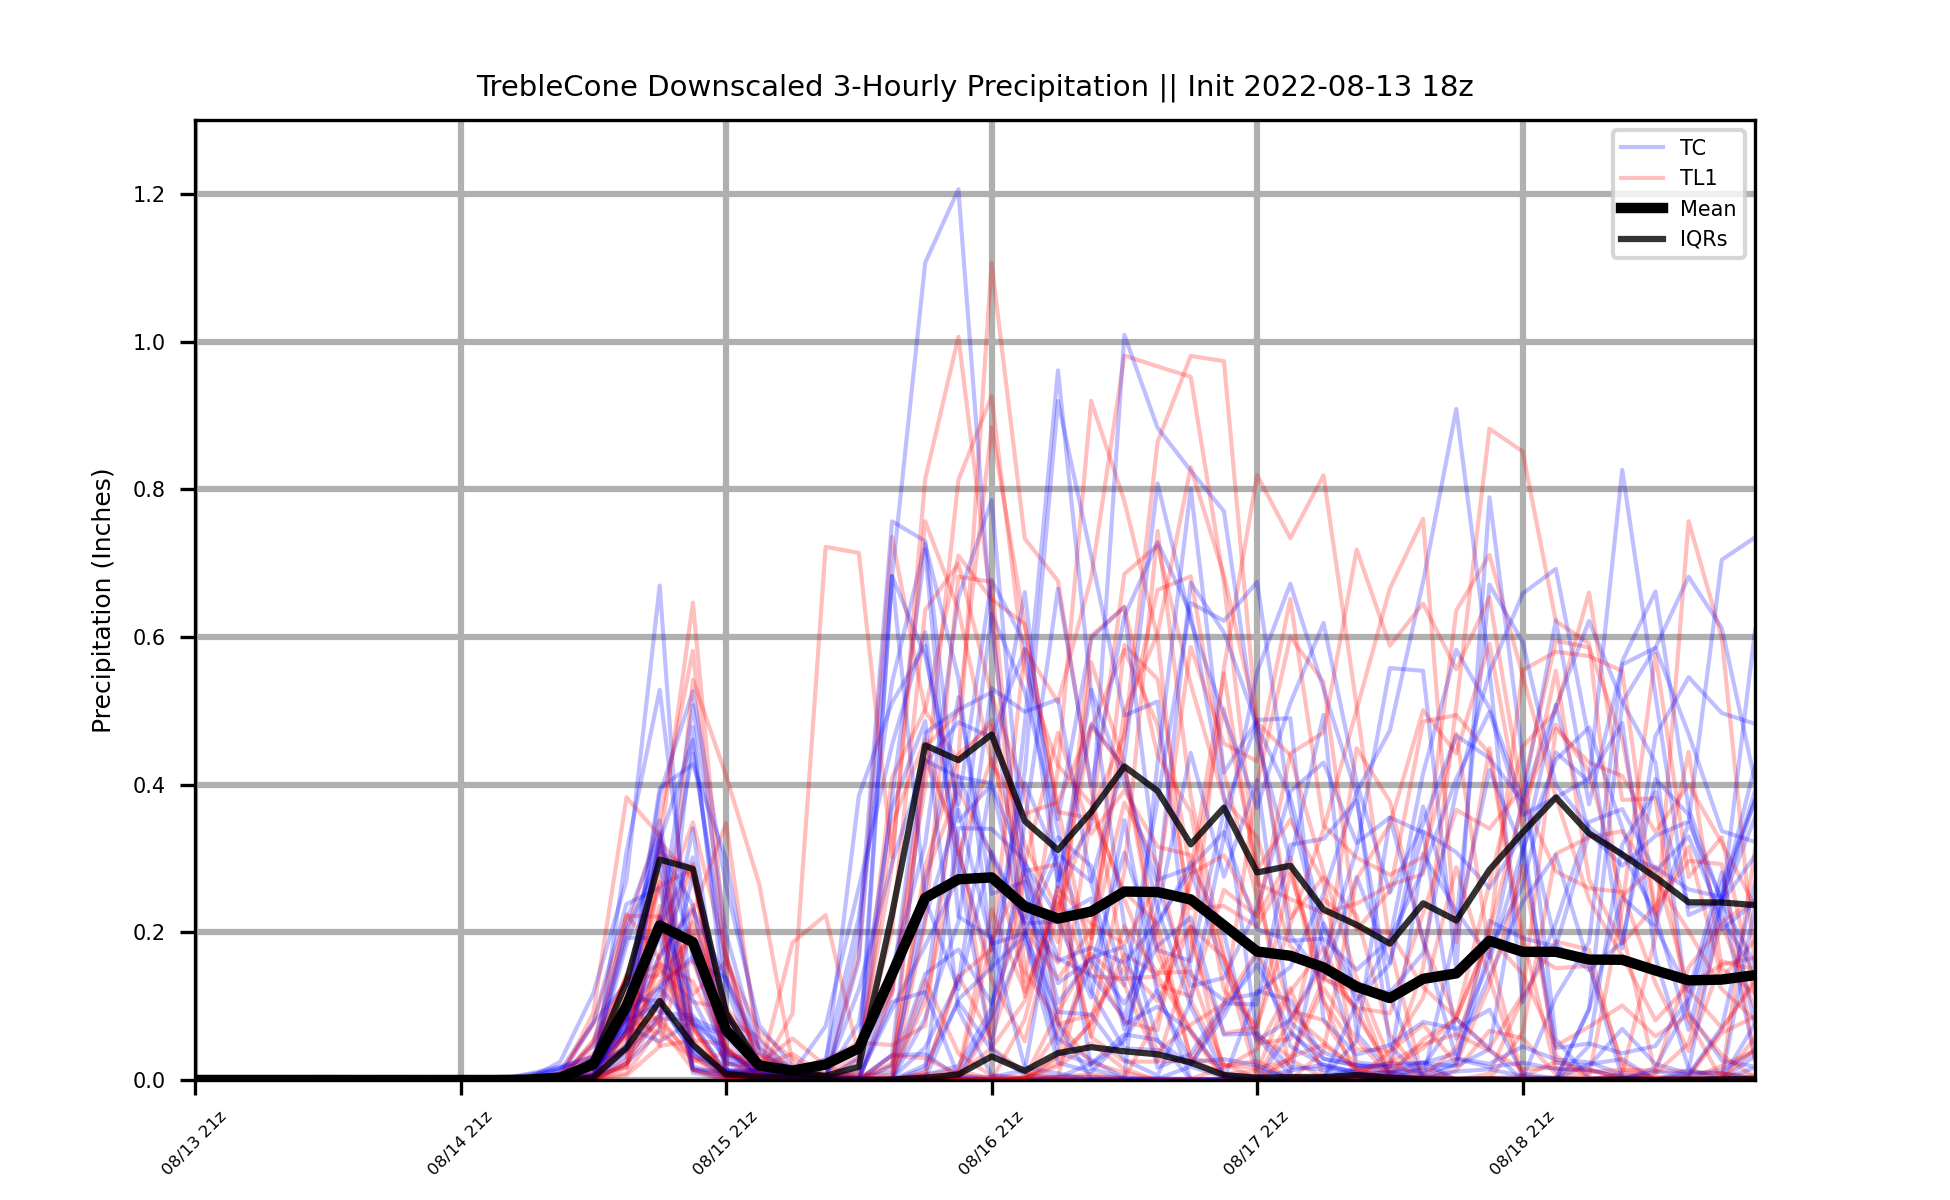 TrebleCone Downscaled 3-Hourly Precipitation || Init 2022-08-13 18z
TC
TL1
Mean
IQRs
Precipitation (Inches)
1.2
1.0
0.8
0.6
0.4
0.2
0.0
08/13 21z
08/14 21z
08/15 21z
08/16 21z
08/17 21z
08/18 21z